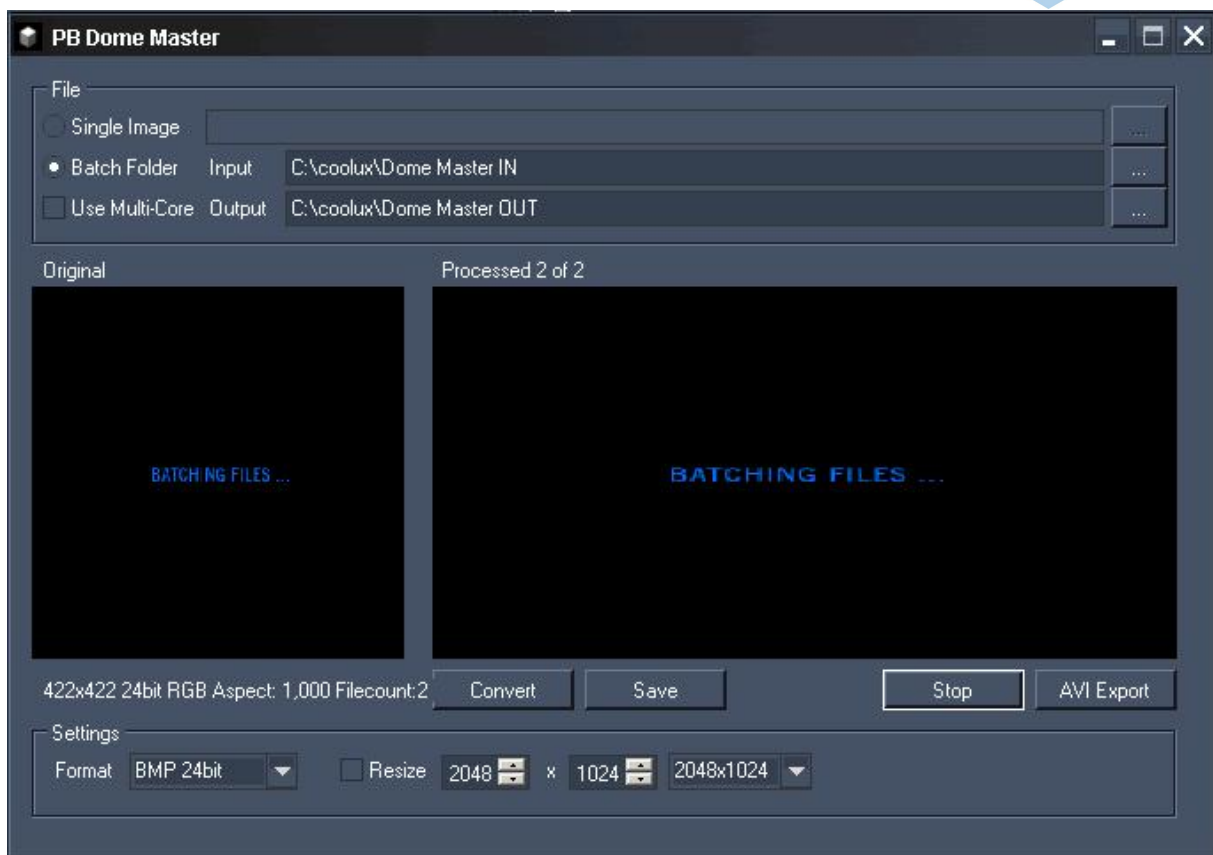 PB Dome Master
File
Single Image ...
Batch Folder Input C:\coolux\Dome Master IN ...
Use Multi-Core Output C:\coolux\Dome Master OUT ...
Original Processed 2 of 2
BATCHING FILES ... BATCHING FILES ...
422x422 24bit RGB Aspect: 1,000 Filecount:2 Convert Save Stop AVI Export
Settings
Format BMP 24bit Resize 2048 x 1024 2048x1024